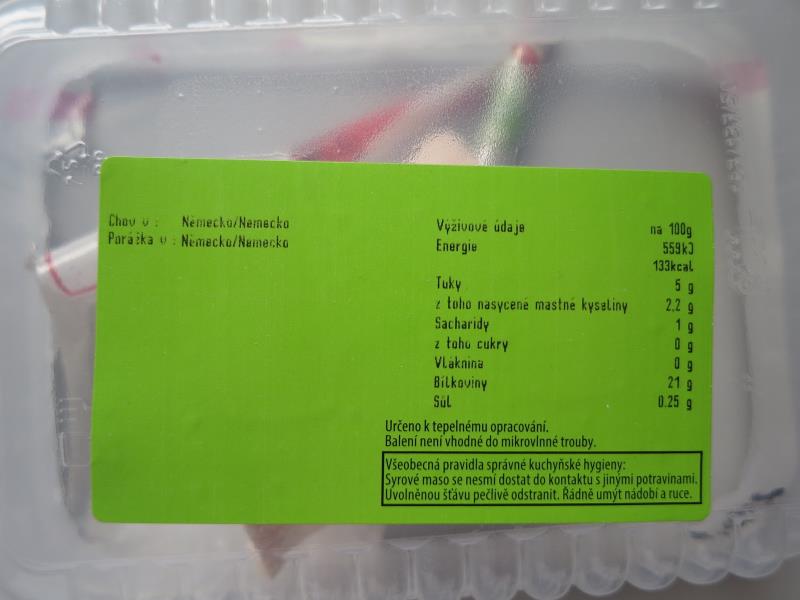 Chov v : Německo/Nemecko
Porážka v : Německo/Nemecko
Výživové údaje na 100g
Energie 559kJ
133kcal
Tuky 5 g
z toho nasycené mastné kyseliny 2,2 g
Sacharidy 1 g
z toho cukry 0 g
Vláknina 0 g
Bílkoviny 21 g
Sůl 0.25 g
Určeno k tepelnému opracování.
Balení není vhodné do mikrovlnné trouby.
Všeobecná pravidla správné kuchyňské hygieny:
Syrové maso se nesmí dostat do kontaktu s jinými potravinami.
Uvolněnou šťávu pečlivě odstranit. Řádně umýt nádobí a ruce.